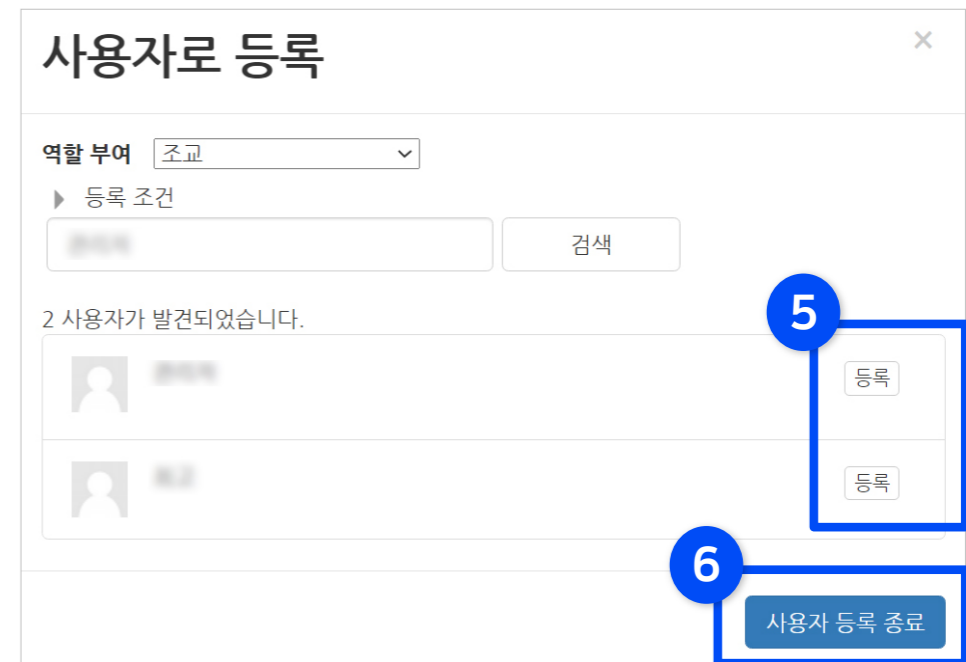 사용자로 등록
×
역할 부여 조교
등록 조건
검색
2 사용자가 발견되었습니다.
5
등록
등록
6
사용자 등록 종료